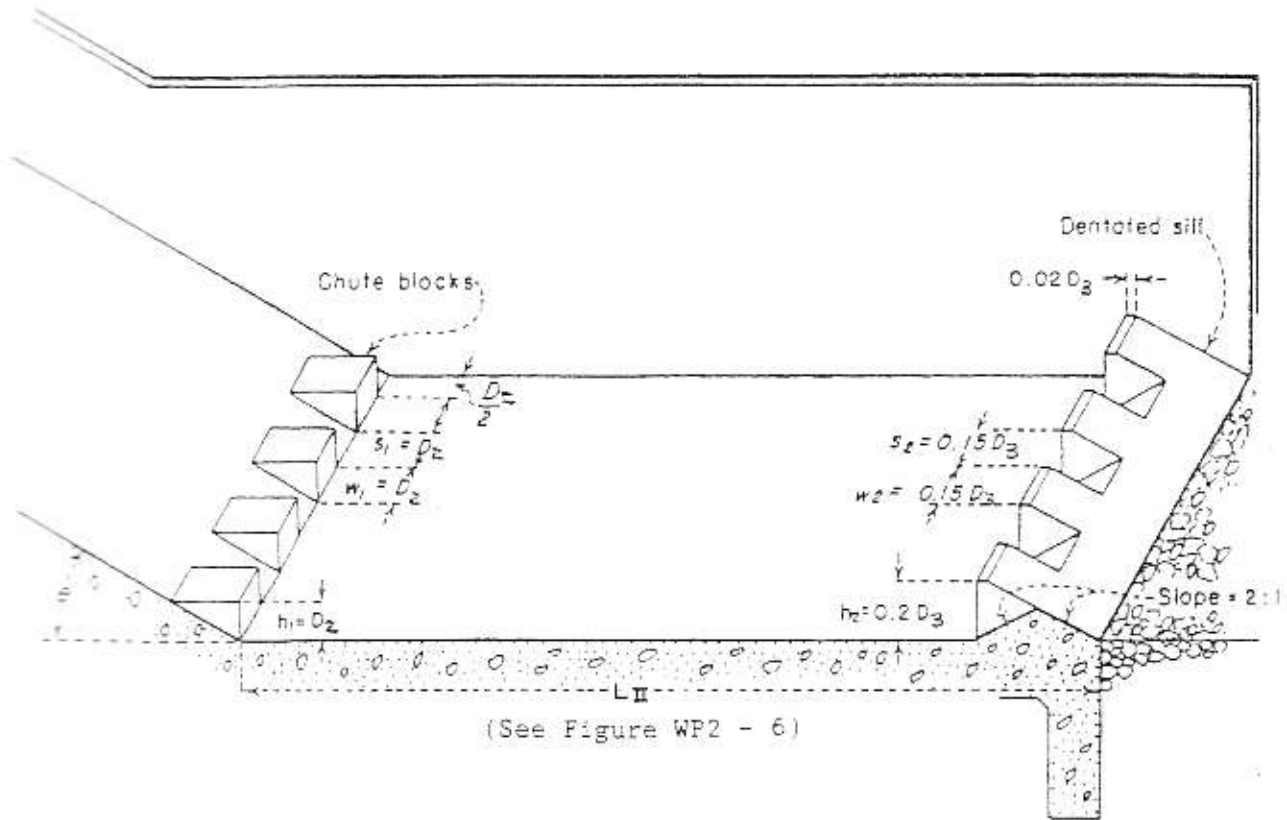 Dentated sill
Chute blocks
0.02 D3
D2
2
s1 = D2
s2 = 0.15 D3
w1 = D2
w2 = 0.15 D3
h1 = D2
h2 = 0.2 D3
Slope = 2:1
LII
(See Figure WP2 - 6)